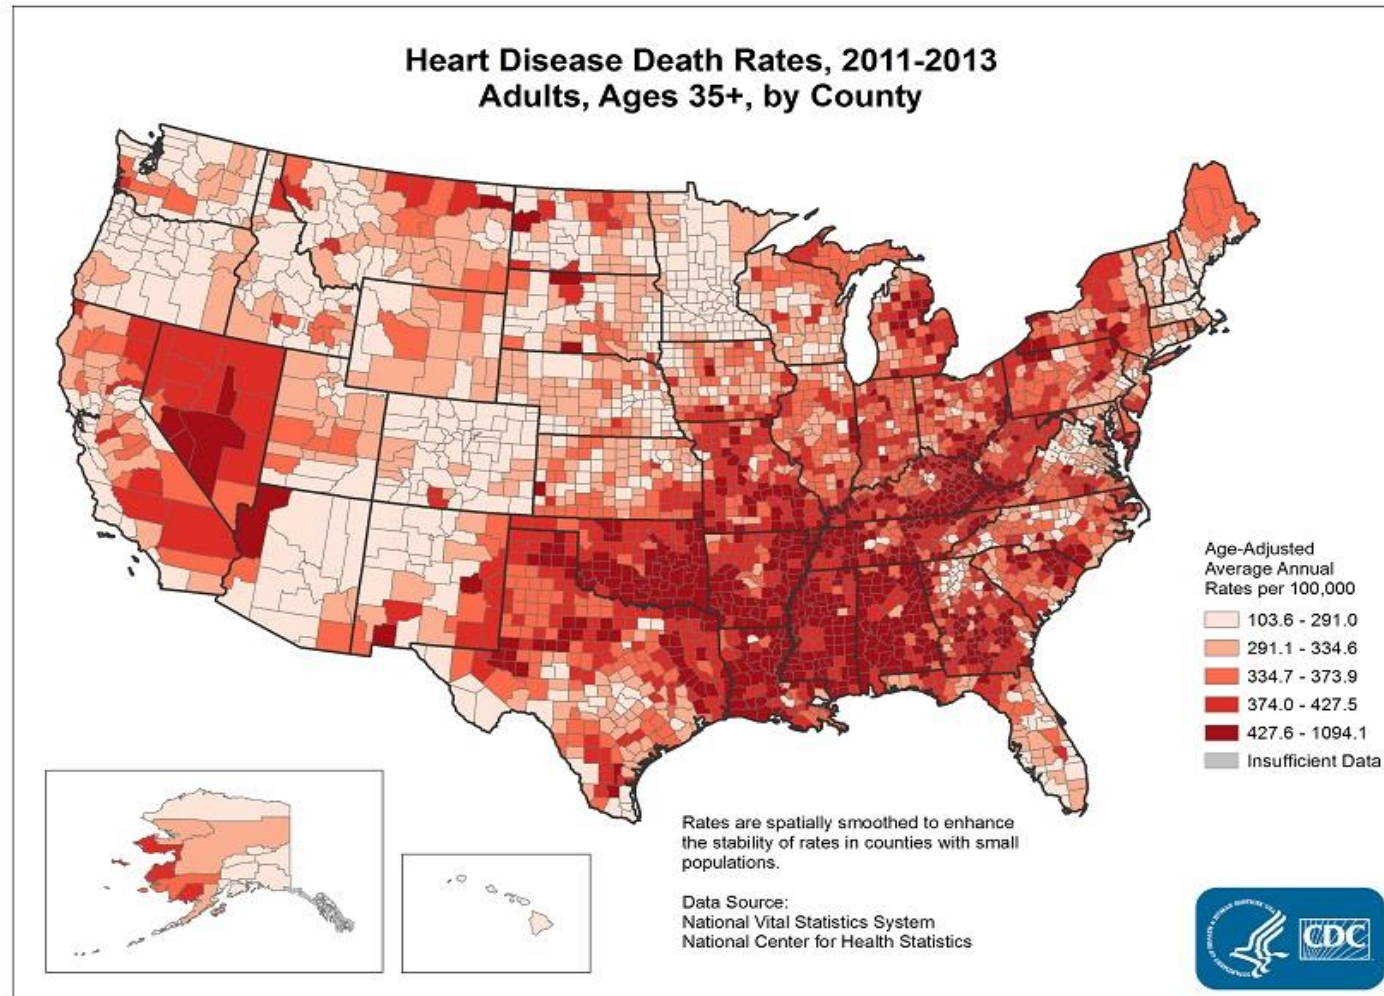 Heart Disease Death Rates, 2011-2013
Adults, Ages 35+, by County
Age-Adjusted
Average Annual
Rates per 100,000
103.6 - 291.0
291.1 - 334.6
334.7 - 373.9
374.0 - 427.5
427.6 - 1094.1
Insufficient Data
Rates are spatially smoothed to enhance
the stability of rates in counties with small
populations.
Data Source:
National Vital Statistics System
National Center for Health Statistics
CDC